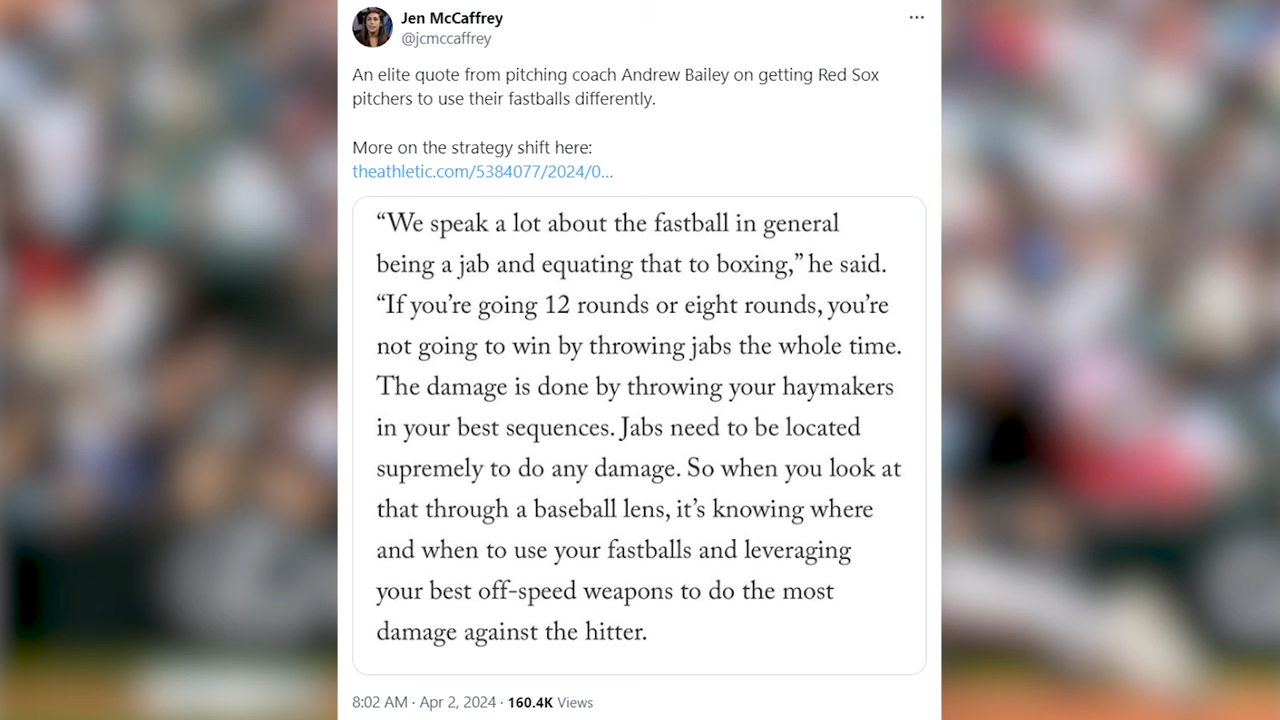 Jen McCaffrey
@jcmccaffrey
An elite quote from pitching coach Andrew Bailey on getting Red Sox
pitchers to use their fastballs differently.
More on the strategy shift here:
theathletic.com/5384077/2024/0...
“We speak a lot about the fastball in general
being a jab and equating that to boxing,” he said.
“If you’re going 12 rounds or eight rounds, you’re
not going to win by throwing jabs the whole time.
The damage is done by throwing your haymakers
in your best sequences. Jabs need to be located
supremely to do any damage. So when you look at
that through a baseball lens, it’s knowing where
and when to use your fastballs and leveraging
your best off-speed weapons to do the most
damage against the hitter.
8:02 AM · Apr 2, 2024 · 160.4K Views